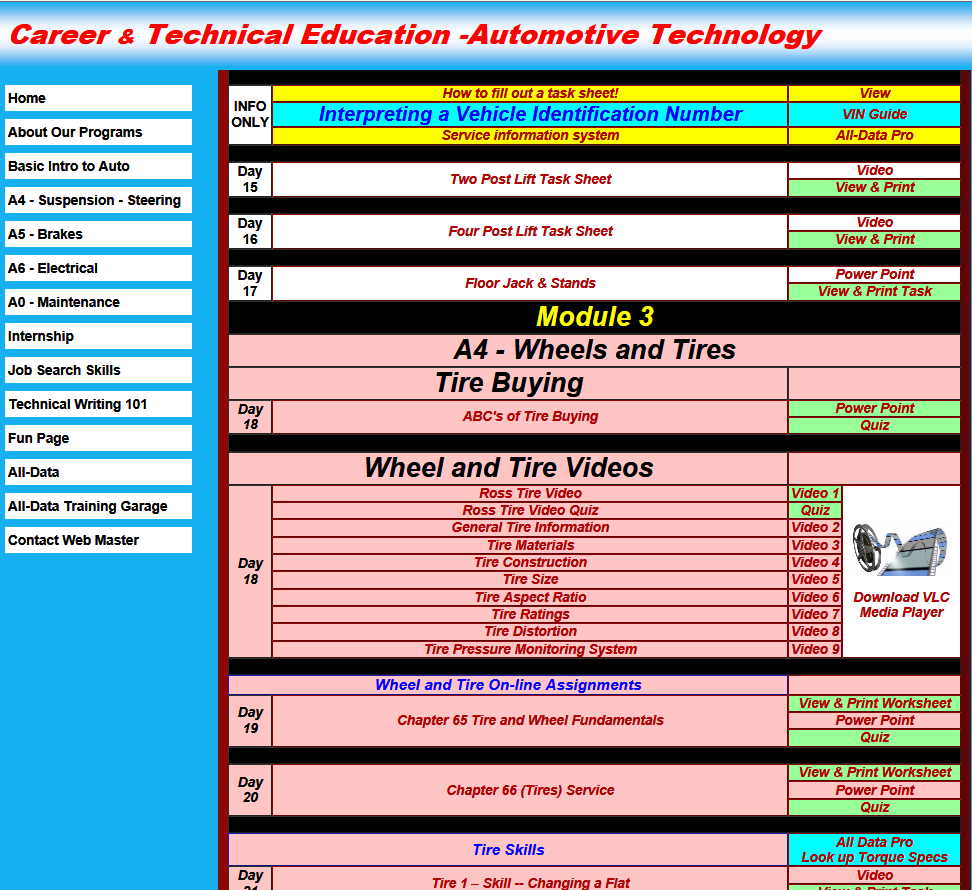 Career & Technical Education -Automotive Technology
Home
About Our Programs
Basic Intro to Auto
A4 - Suspension - Steering
A5 - Brakes
A6 - Electrical
A0 - Maintenance
Internship
Job Search Skills
Technical Writing 101
Fun Page
All-Data
All-Data Training Garage
Contact Web Master
INFO ONLY
How to fill out a task sheet! View
Interpreting a Vehicle Identification Number VIN Guide
Service information system All-Data Pro
Day 15
Two Post Lift Task Sheet
Video
View & Print
Day 16
Four Post Lift Task Sheet
Video
View & Print
Day 17
Floor Jack & Stands
Power Point
View & Print Task
Module 3
A4 - Wheels and Tires
Tire Buying
Day 18
ABC's of Tire Buying
Power Point
Quiz
Wheel and Tire Videos
Day 18
Ross Tire Video Video 1
Ross Tire Video Quiz Quiz
General Tire Information Video 2
Tire Materials Video 3
Tire Construction Video 4
Tire Size Video 5
Tire Aspect Ratio Video 6
Tire Ratings Video 7
Tire Distortion Video 8
Tire Pressure Monitoring System Video 9
Download VLC
Media Player
Wheel and Tire On-line Assignments
Day 19
Chapter 65 Tire and Wheel Fundamentals
View & Print Worksheet
Power Point
Quiz
Day 20
Chapter 66 (Tires) Service
View & Print Worksheet
Power Point
Quiz
Tire Skills
All Data Pro
Look up Torque Specs
Day 21
Tire 1 – Skill -- Changing a Flat
Video
View & Print Task